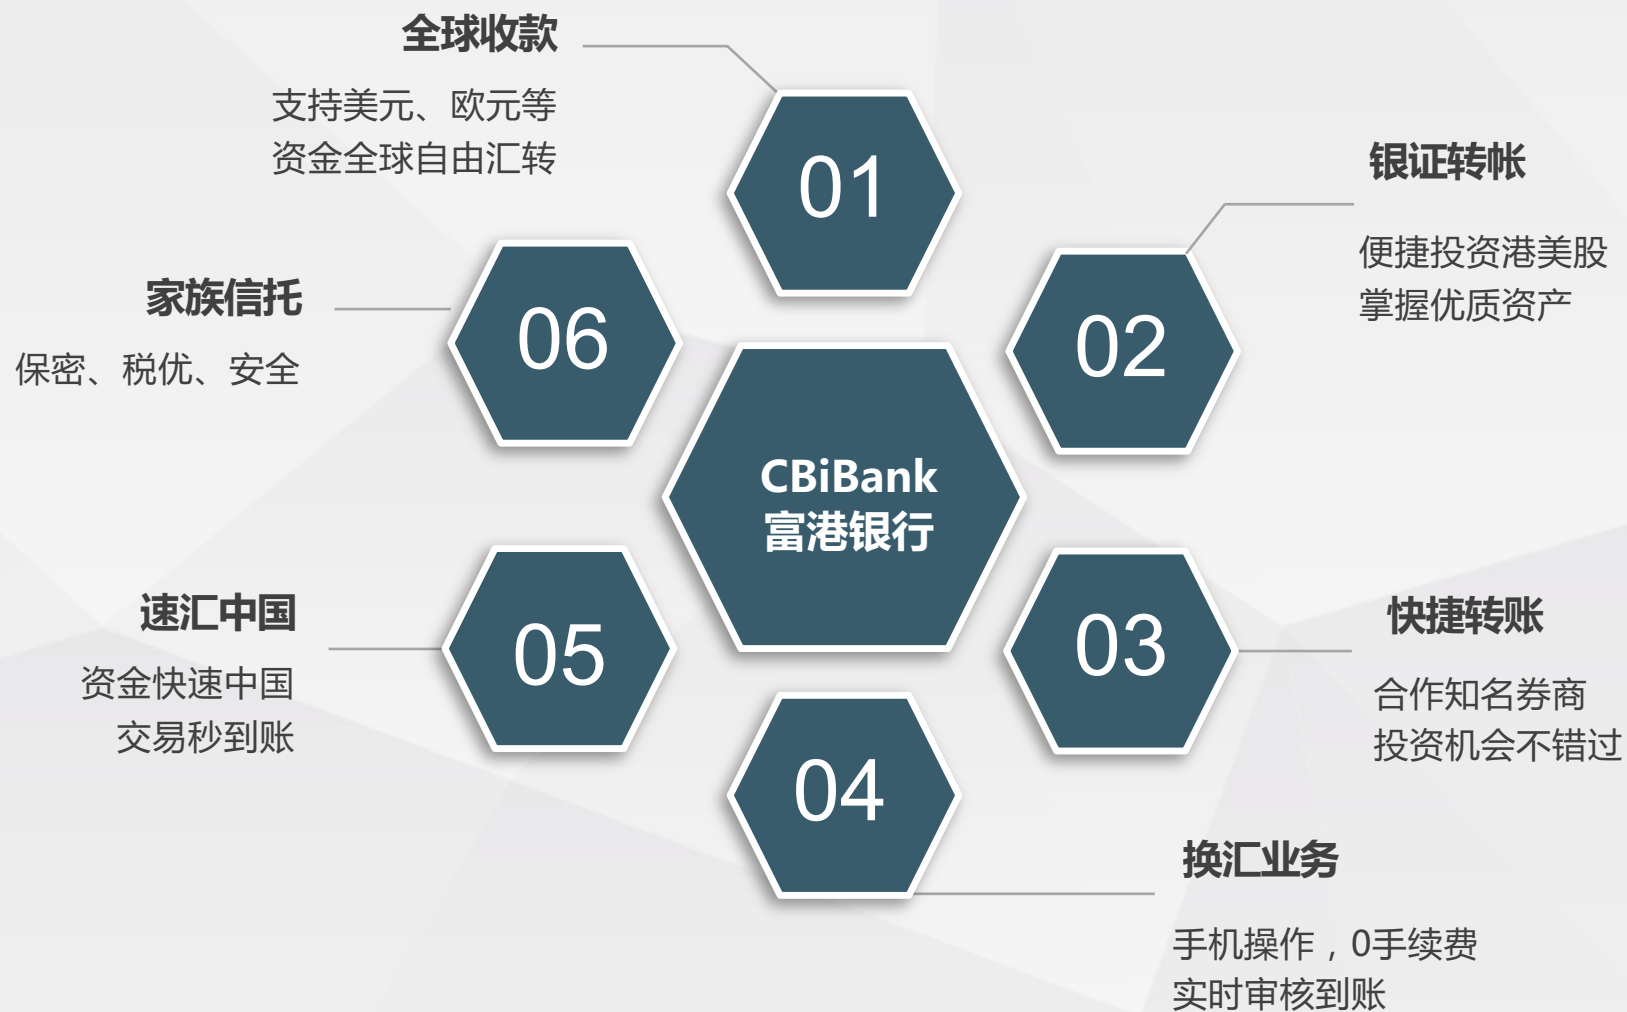 全球收款
支持美元、欧元等
资金全球自由汇转
01
银证转帐
便捷投资港美股
掌握优质资产
02
家族信托
保密、税优、安全
06
CBiBank
富港银行
速汇中国
资金快速中国
交易秒到账
05
03
快捷转账
合作知名券商
投资机会不错过
04
换汇业务
手机操作，0手续费
实时审核到账